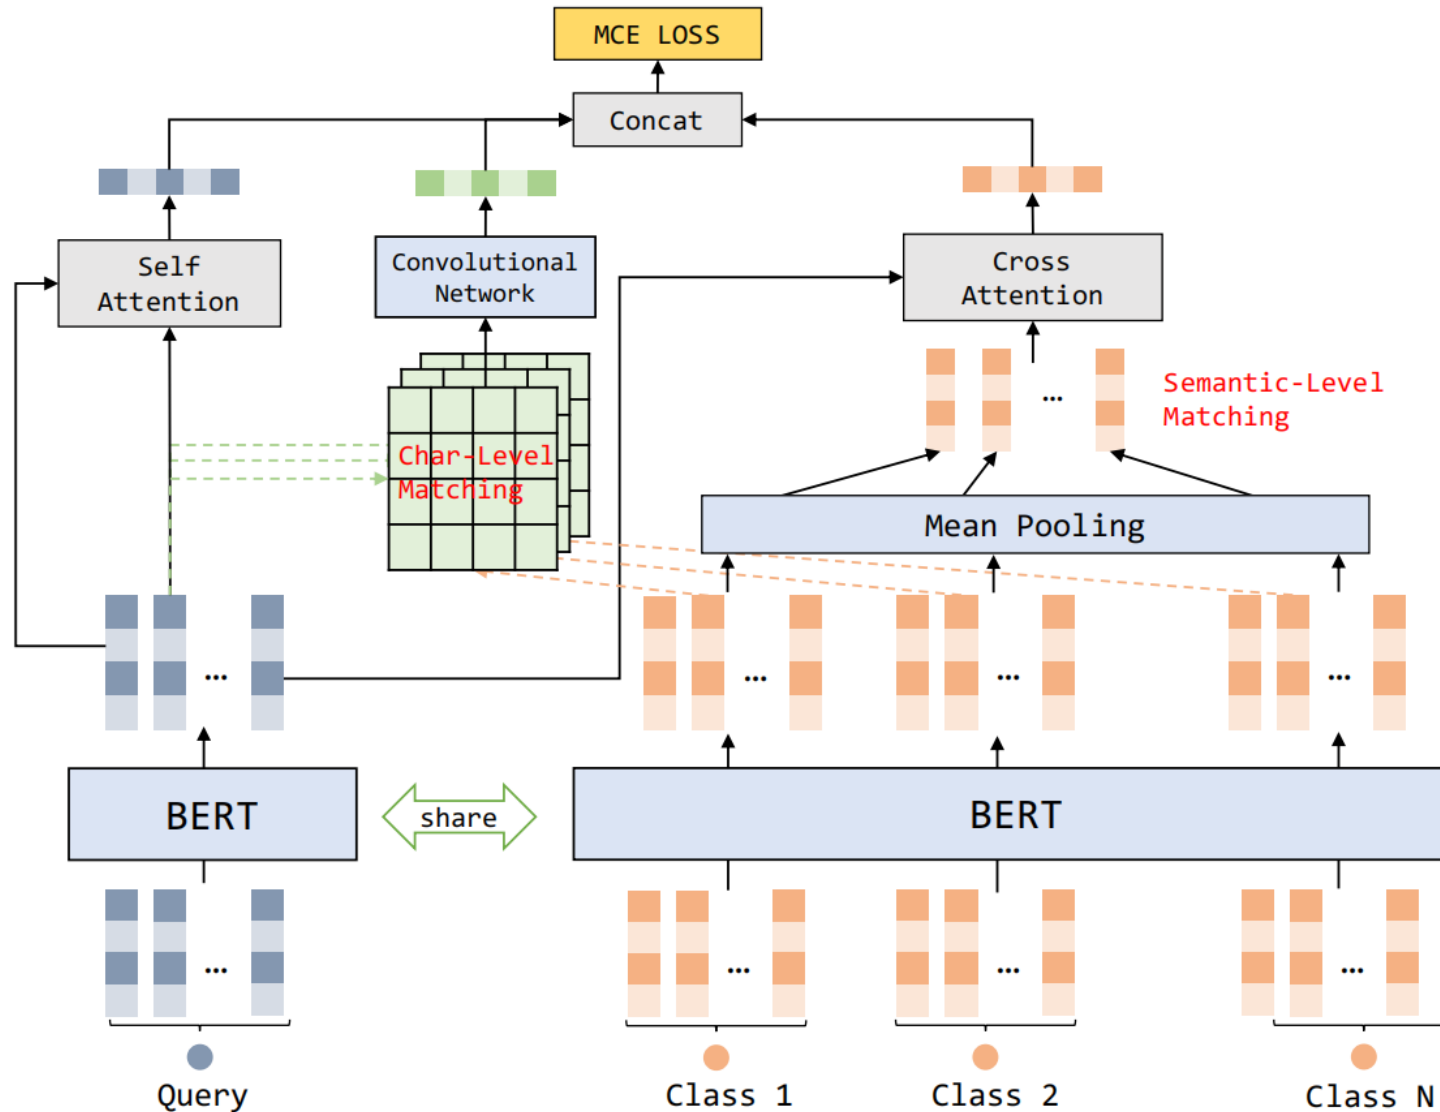 MCE LOSS
Concat
Self
Attention
Convolutional
Network
Cross
Attention
Semantic-Level
Matching
...
Char-Level
Matching
Mean Pooling
...
...
...
...
BERT
share
BERT
...
...
...
...
Query
Class 1
Class 2
Class N